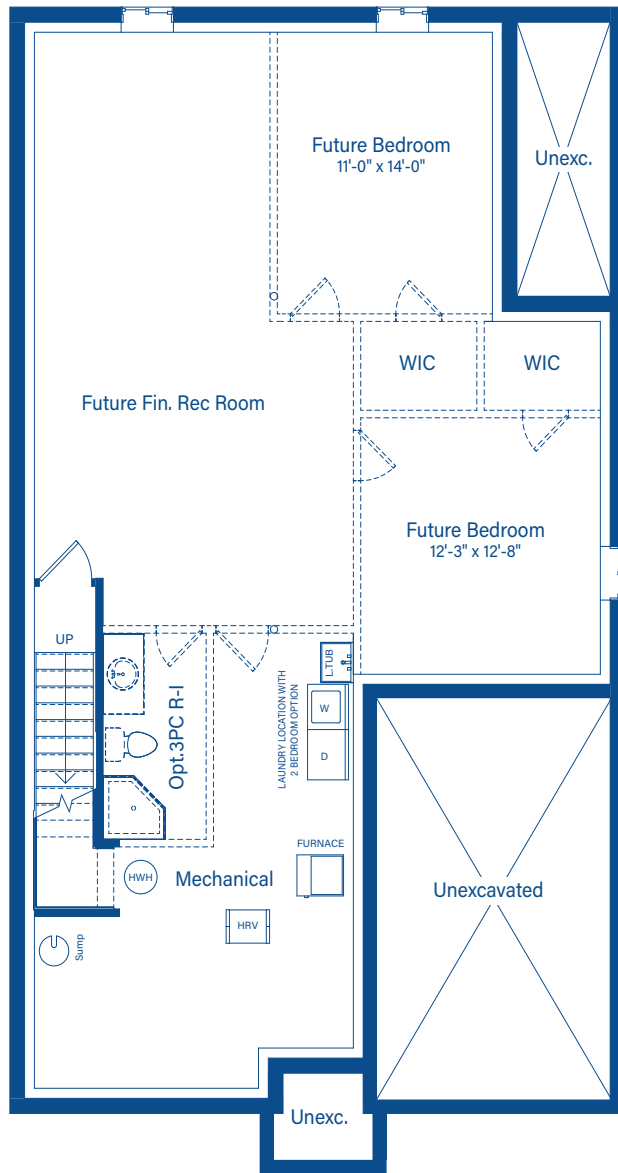 Future Bedroom
11'-0" x 14'-0"
Unexc.
WIC
WIC
Future Fin. Rec Room
Future Bedroom
12'-3" x 12'-8"
UP
L.TUB
LAUNDRY LOCATION WITH
2 BEDROOM OPTION
W
D
Opt.3PC R-I
FURNACE
HWH
Mechanical
Unexcavated
HRV
Sump
Unexc.